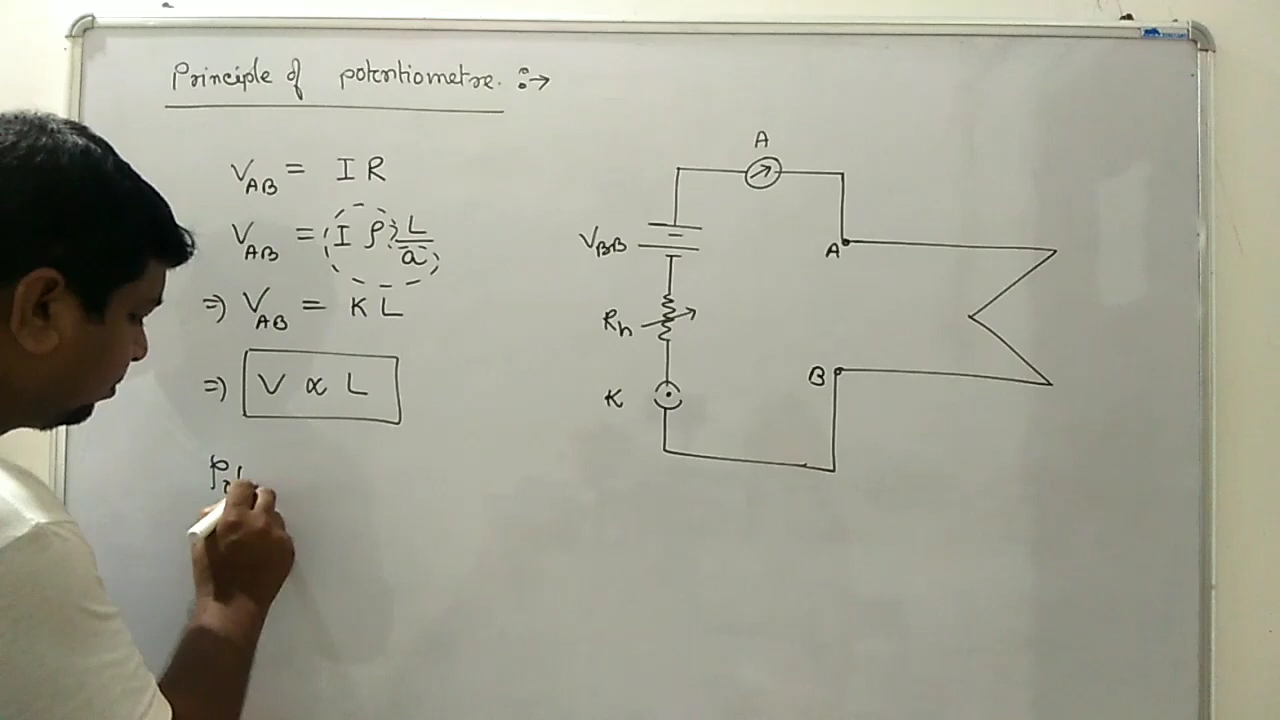 Principle of potentiometre. :→
V_AB = I R
V_AB = I ρ L/a
⇒ V_AB = K L
⇒ V ∝ L
A
V_BB
R_h
K
A
B